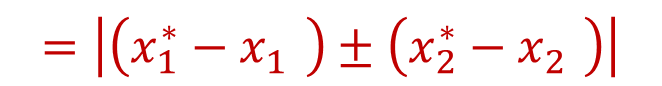 = |(x₁* − x₁ ) ± (x₂* − x₂ )|